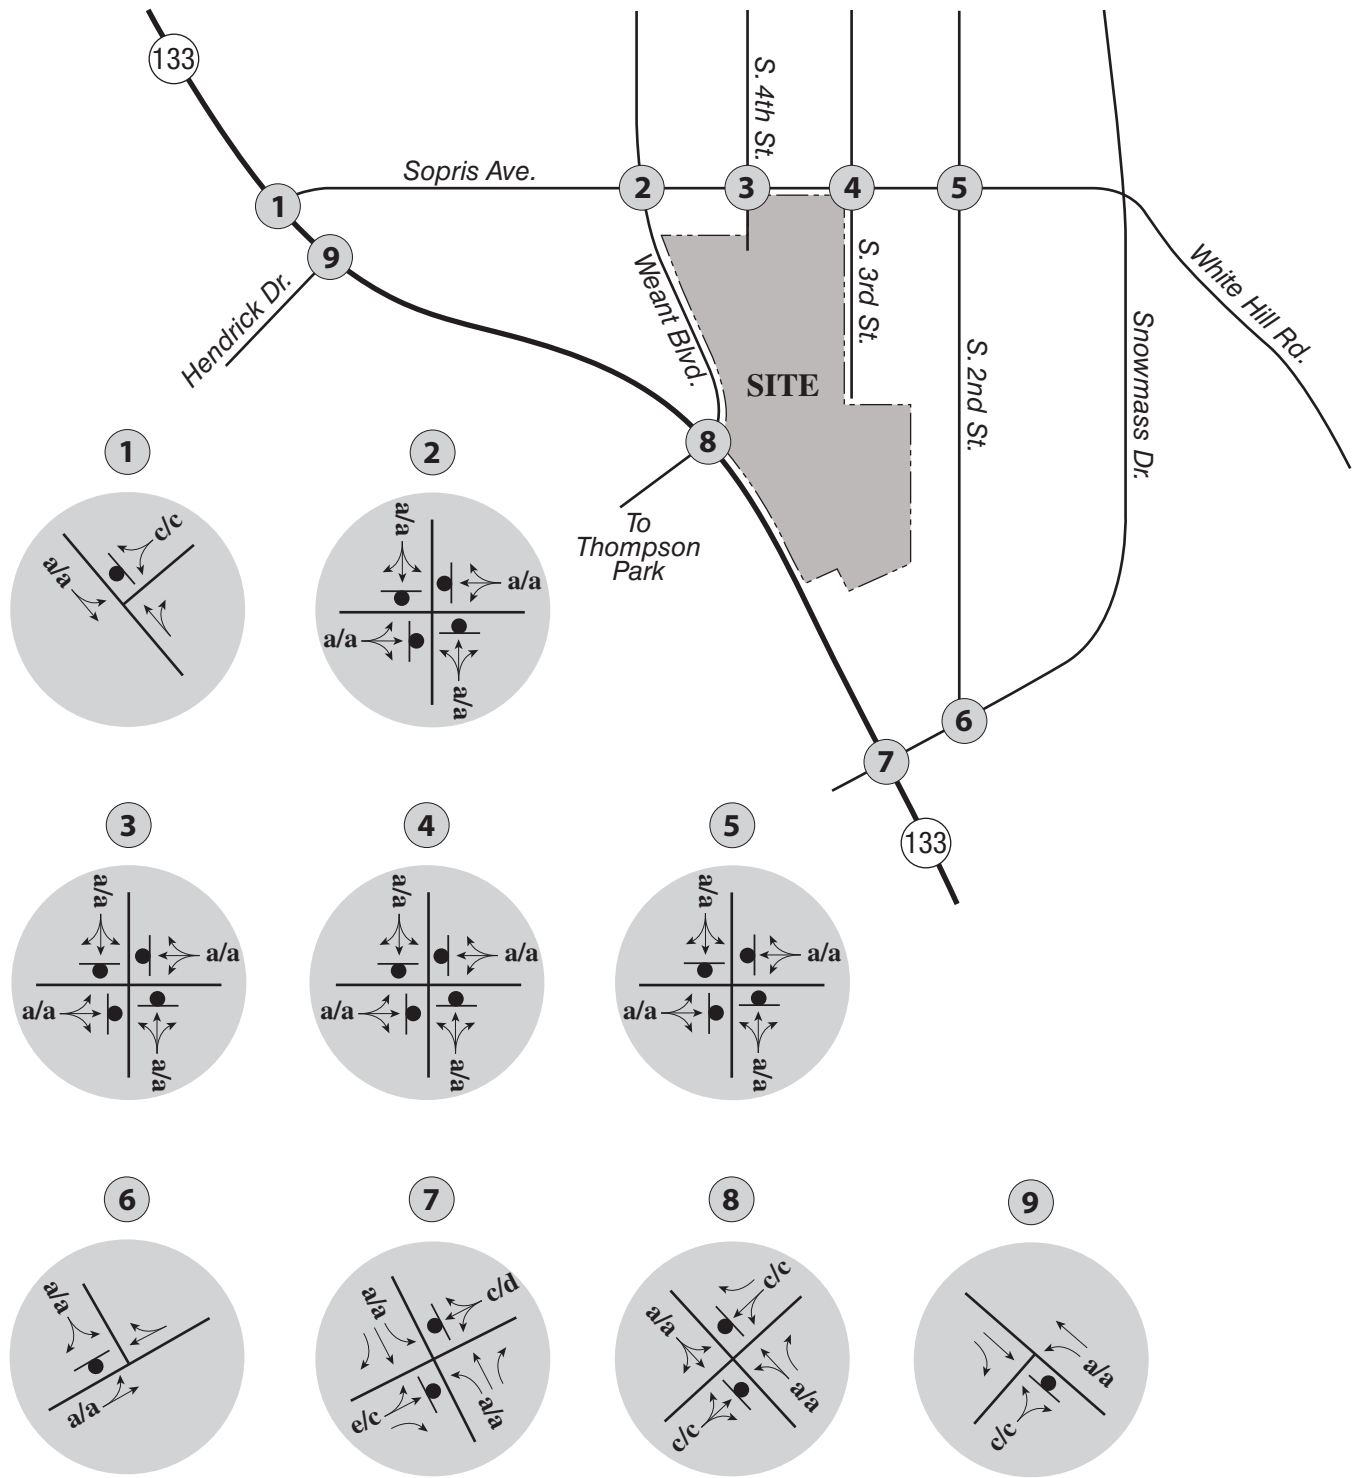 133
S. 4th St.
Sopris Ave.
1
2
3
4
5
9
Hendrick Dr.
Weant Blvd.
S. 3rd St.
White Hill Rd.
SITE
S. 2nd St.
Snowmass Dr.
8
To
Thompson
Park
6
7
133
1
c/c
a/a
2
a/a
a/a
a/a
a/a
3
a/a
a/a
a/a
a/a
4
a/a
a/a
a/a
a/a
5
a/a
a/a
a/a
a/a
6
a/a
a/a
7
a/a
c/d
e/c
a/a
8
c/c
a/a
a/a
c/c
9
a/a
c/c